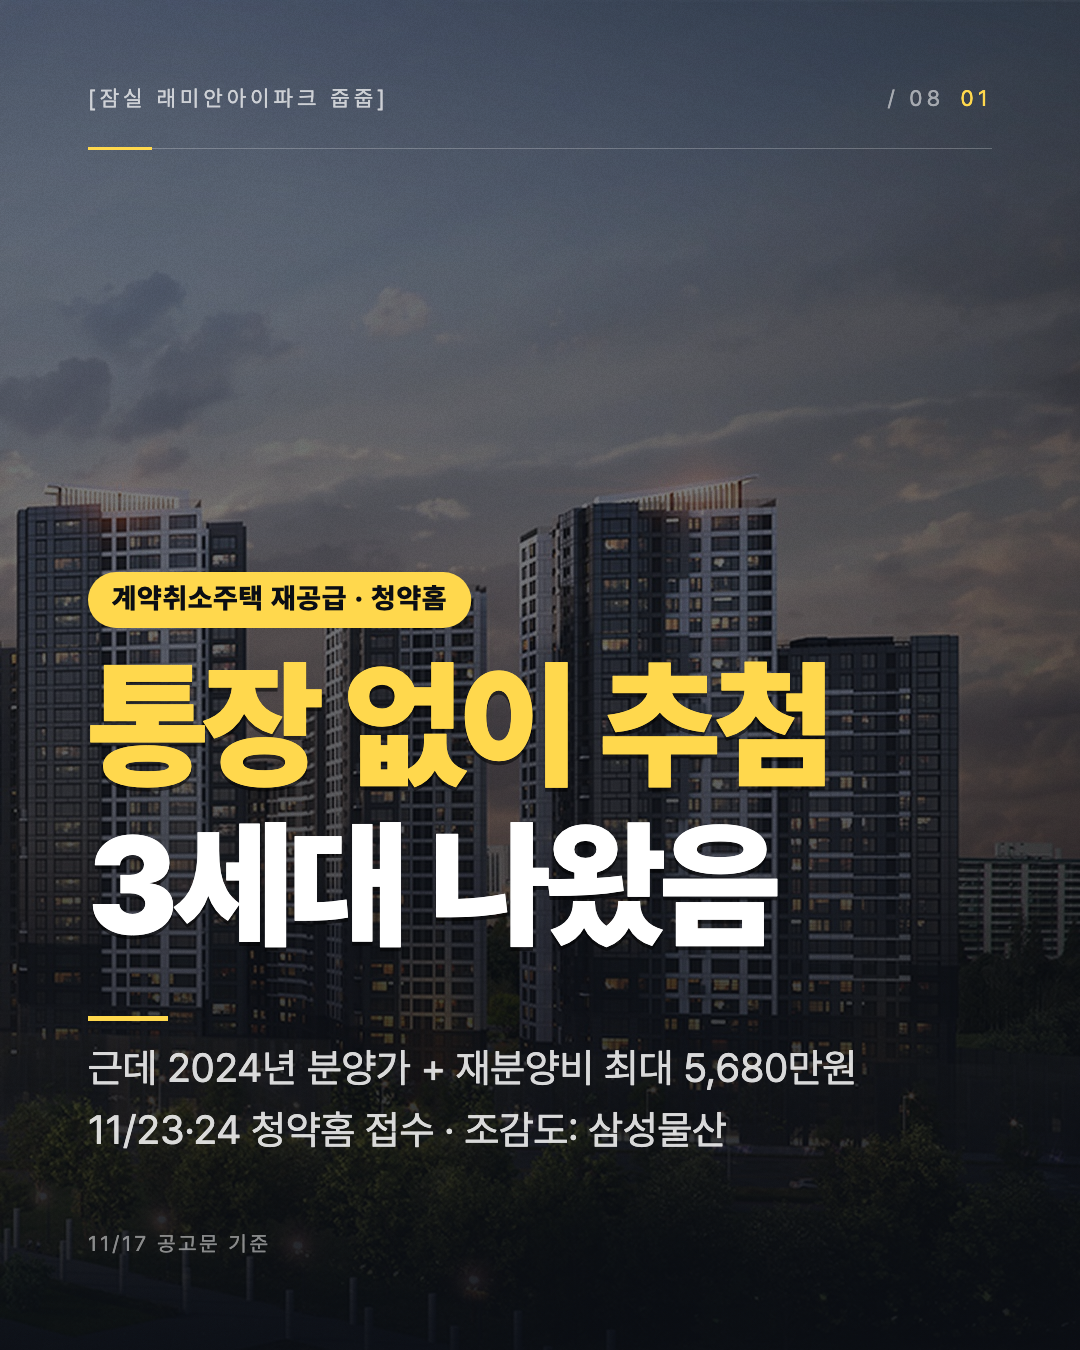 [잠실 래미안아이파크 줍줍]
/ 08 01
계약취소주택 재공급 · 청약홈
통장 없이 추첨
3세대 나왔음
근데 2024년 분양가 + 재분양비 최대 5,680만원
11/23·24 청약홈 접수 · 조감도: 삼성물산
11/17 공고문 기준